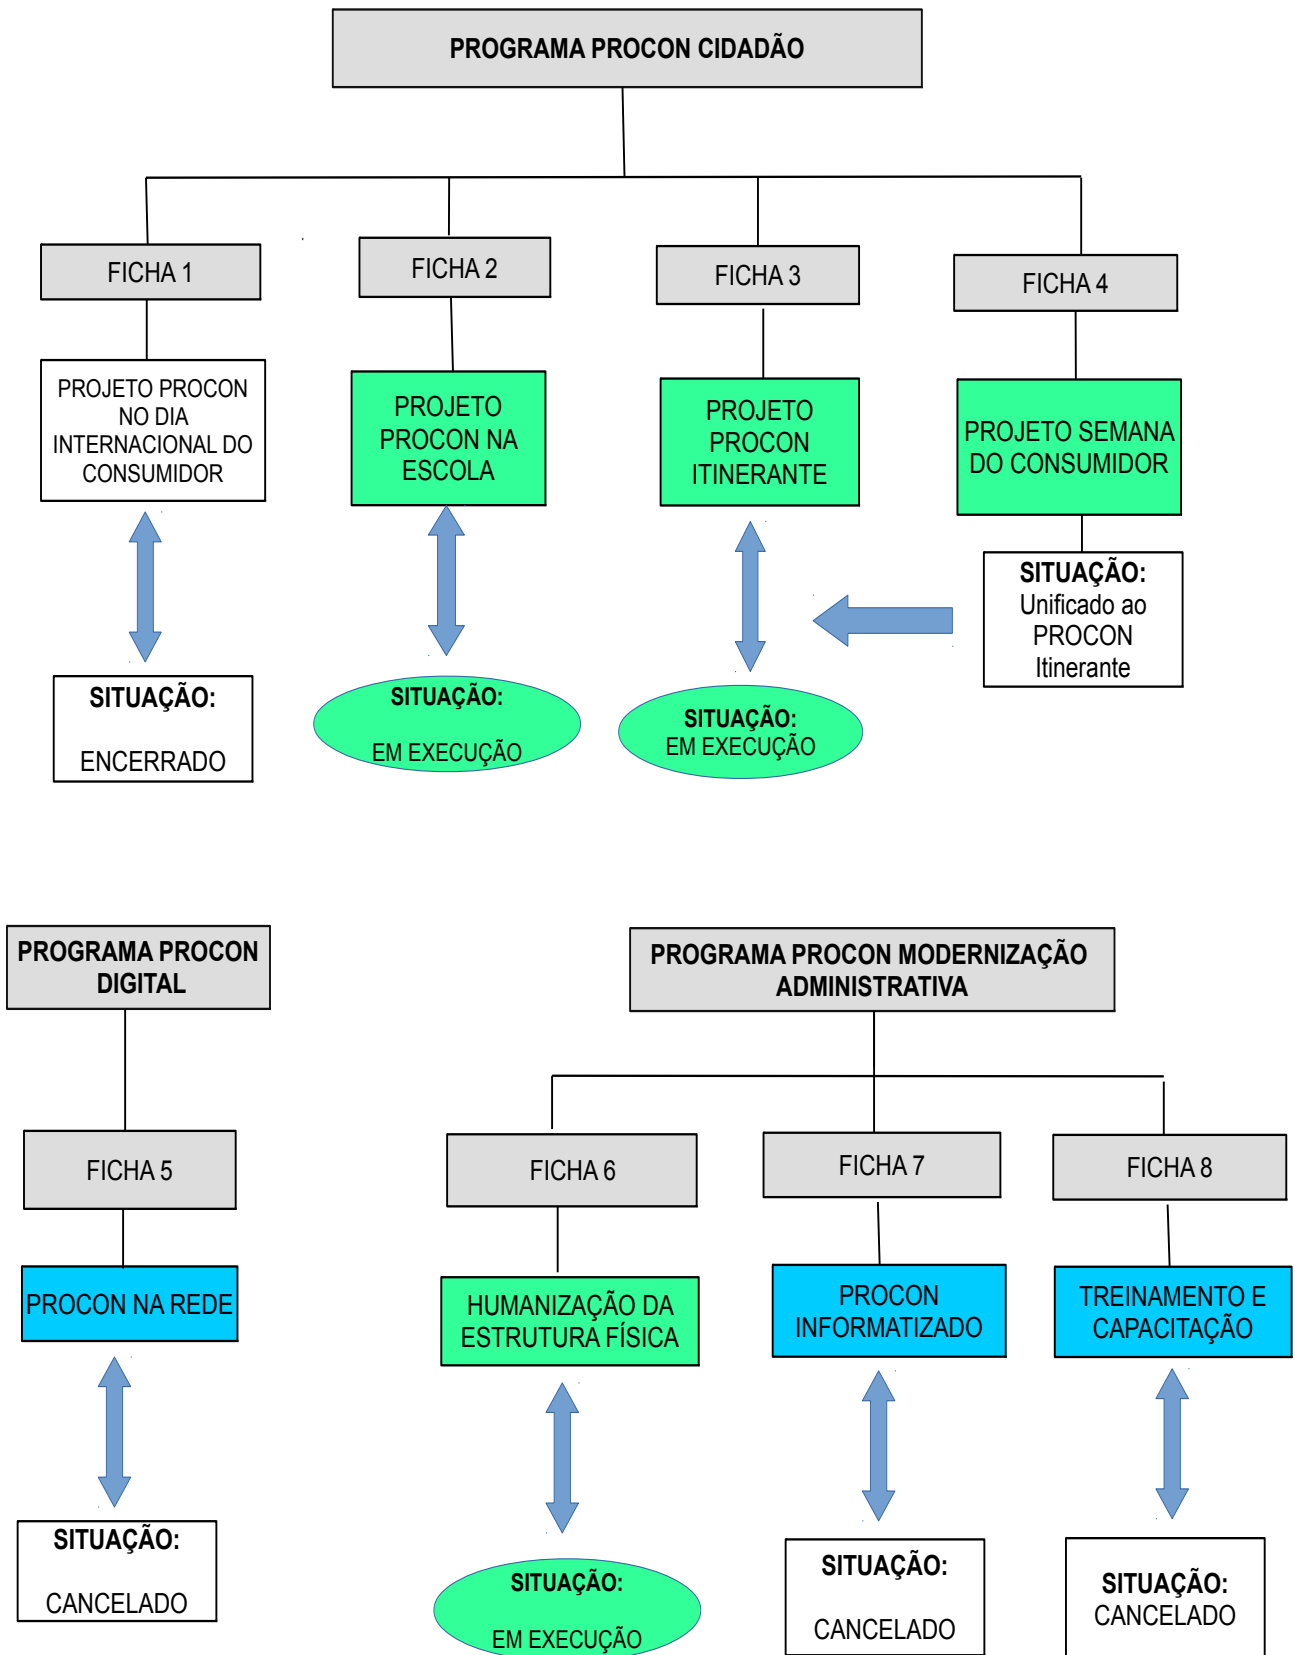 PROGRAMA PROCON CIDADÃO
FICHA 1
FICHA 2
FICHA 3
FICHA 4
PROJETO PROCON
NO DIA
INTERNACIONAL DO
CONSUMIDOR
PROJETO
PROCON NA
ESCOLA
PROJETO
PROCON
ITINERANTE
PROJETO SEMANA
DO CONSUMIDOR
SITUAÇÃO:
Unificado ao
PROCON
Itinerante
SITUAÇÃO:
ENCERRADO
SITUAÇÃO:
EM EXECUÇÃO
SITUAÇÃO:
EM EXECUÇÃO
PROGRAMA PROCON
DIGITAL
PROGRAMA PROCON MODERNIZAÇÃO
ADMINISTRATIVA
FICHA 5
FICHA 6
FICHA 7
FICHA 8
PROCON NA REDE
HUMANIZAÇÃO DA
ESTRUTURA FÍSICA
PROCON
INFORMATIZADO
TREINAMENTO E
CAPACITAÇÃO
SITUAÇÃO:
CANCELADO
SITUAÇÃO:
EM EXECUÇÃO
SITUAÇÃO:
CANCELADO
SITUAÇÃO:
CANCELADO